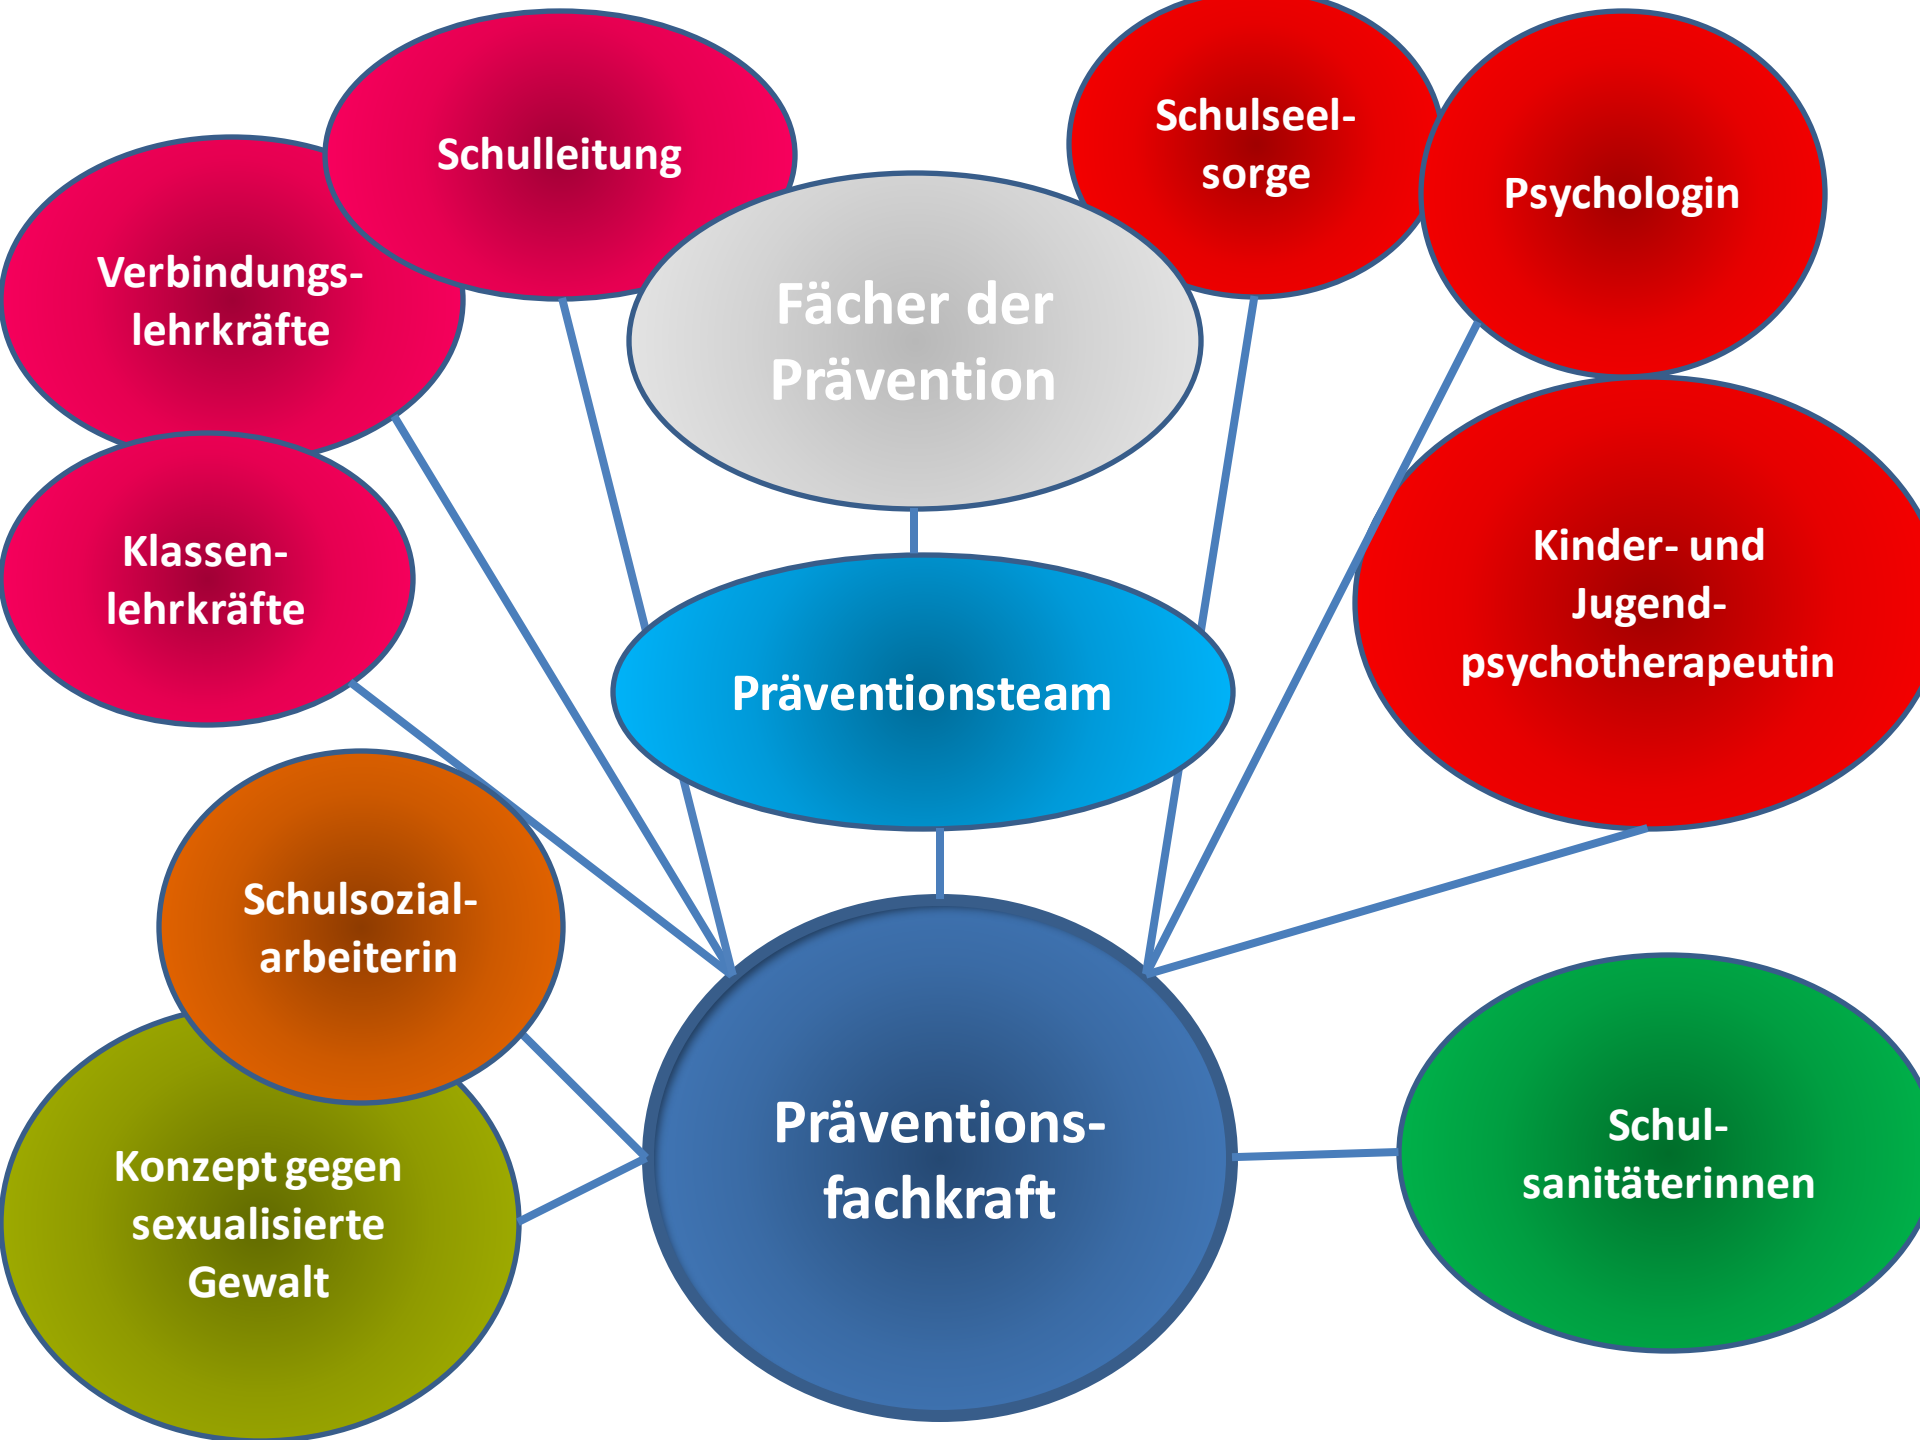 Schulleitung
Schulseel-
sorge
Psychologin
Verbindungs-
lehrkräfte
Fächer der
Prävention
Klassen-
lehrkräfte
Kinder- und
Jugend-
psychotherapeutin
Präventionsteam
Schulsozial-
arbeiterin
Konzept gegen
sexualisierte
Gewalt
Präventions-
fachkraft
Schul-
sanitäterinnen